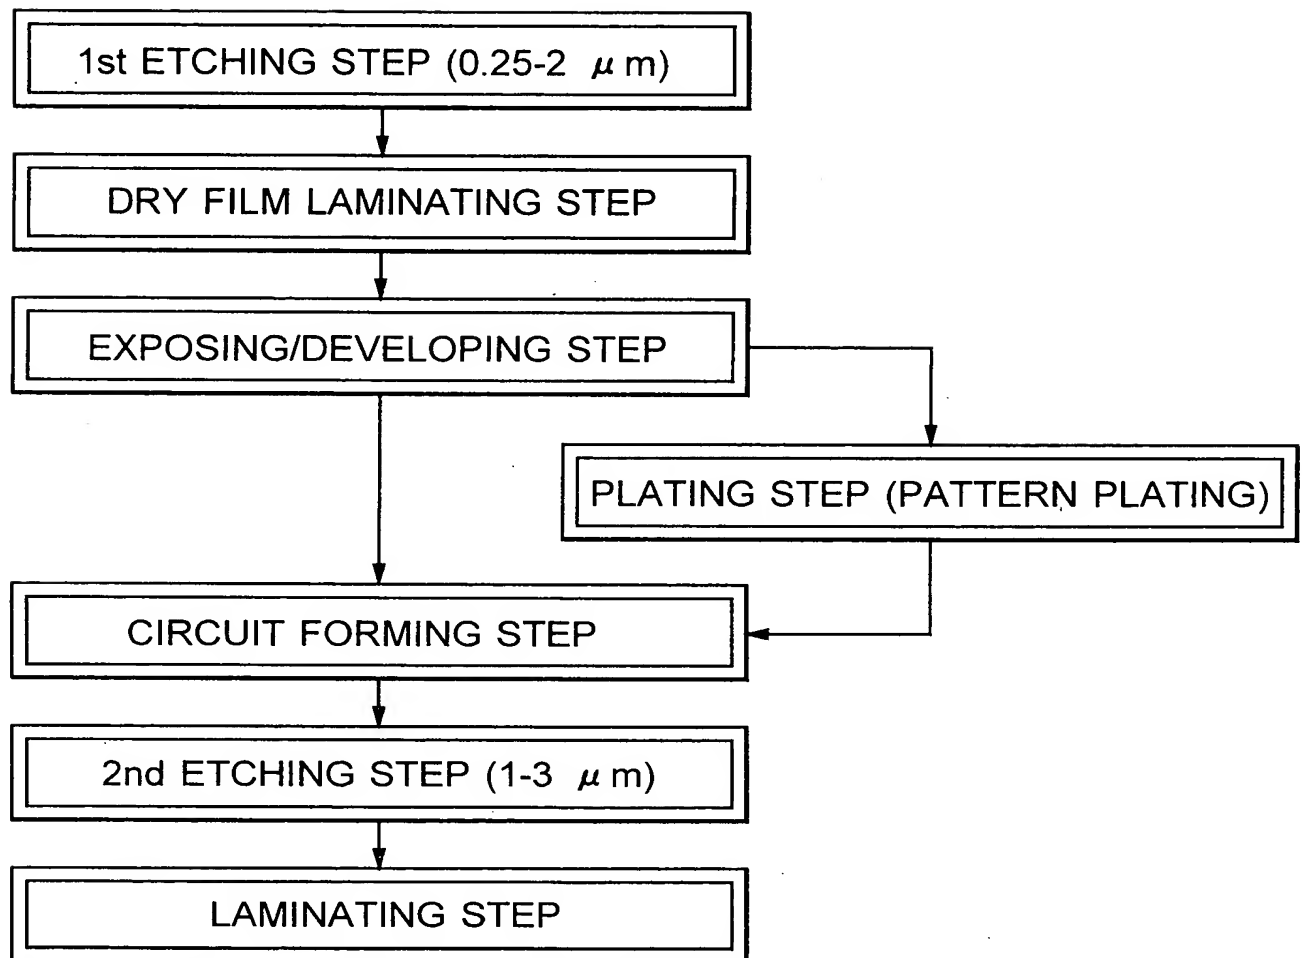 1st ETCHING STEP (0.25-2 μm)
DRY FILM LAMINATING STEP
EXPOSING/DEVELOPING STEP
PLATING STEP (PATTERN PLATING)
CIRCUIT FORMING STEP
2nd ETCHING STEP (1-3 μm)
LAMINATING STEP